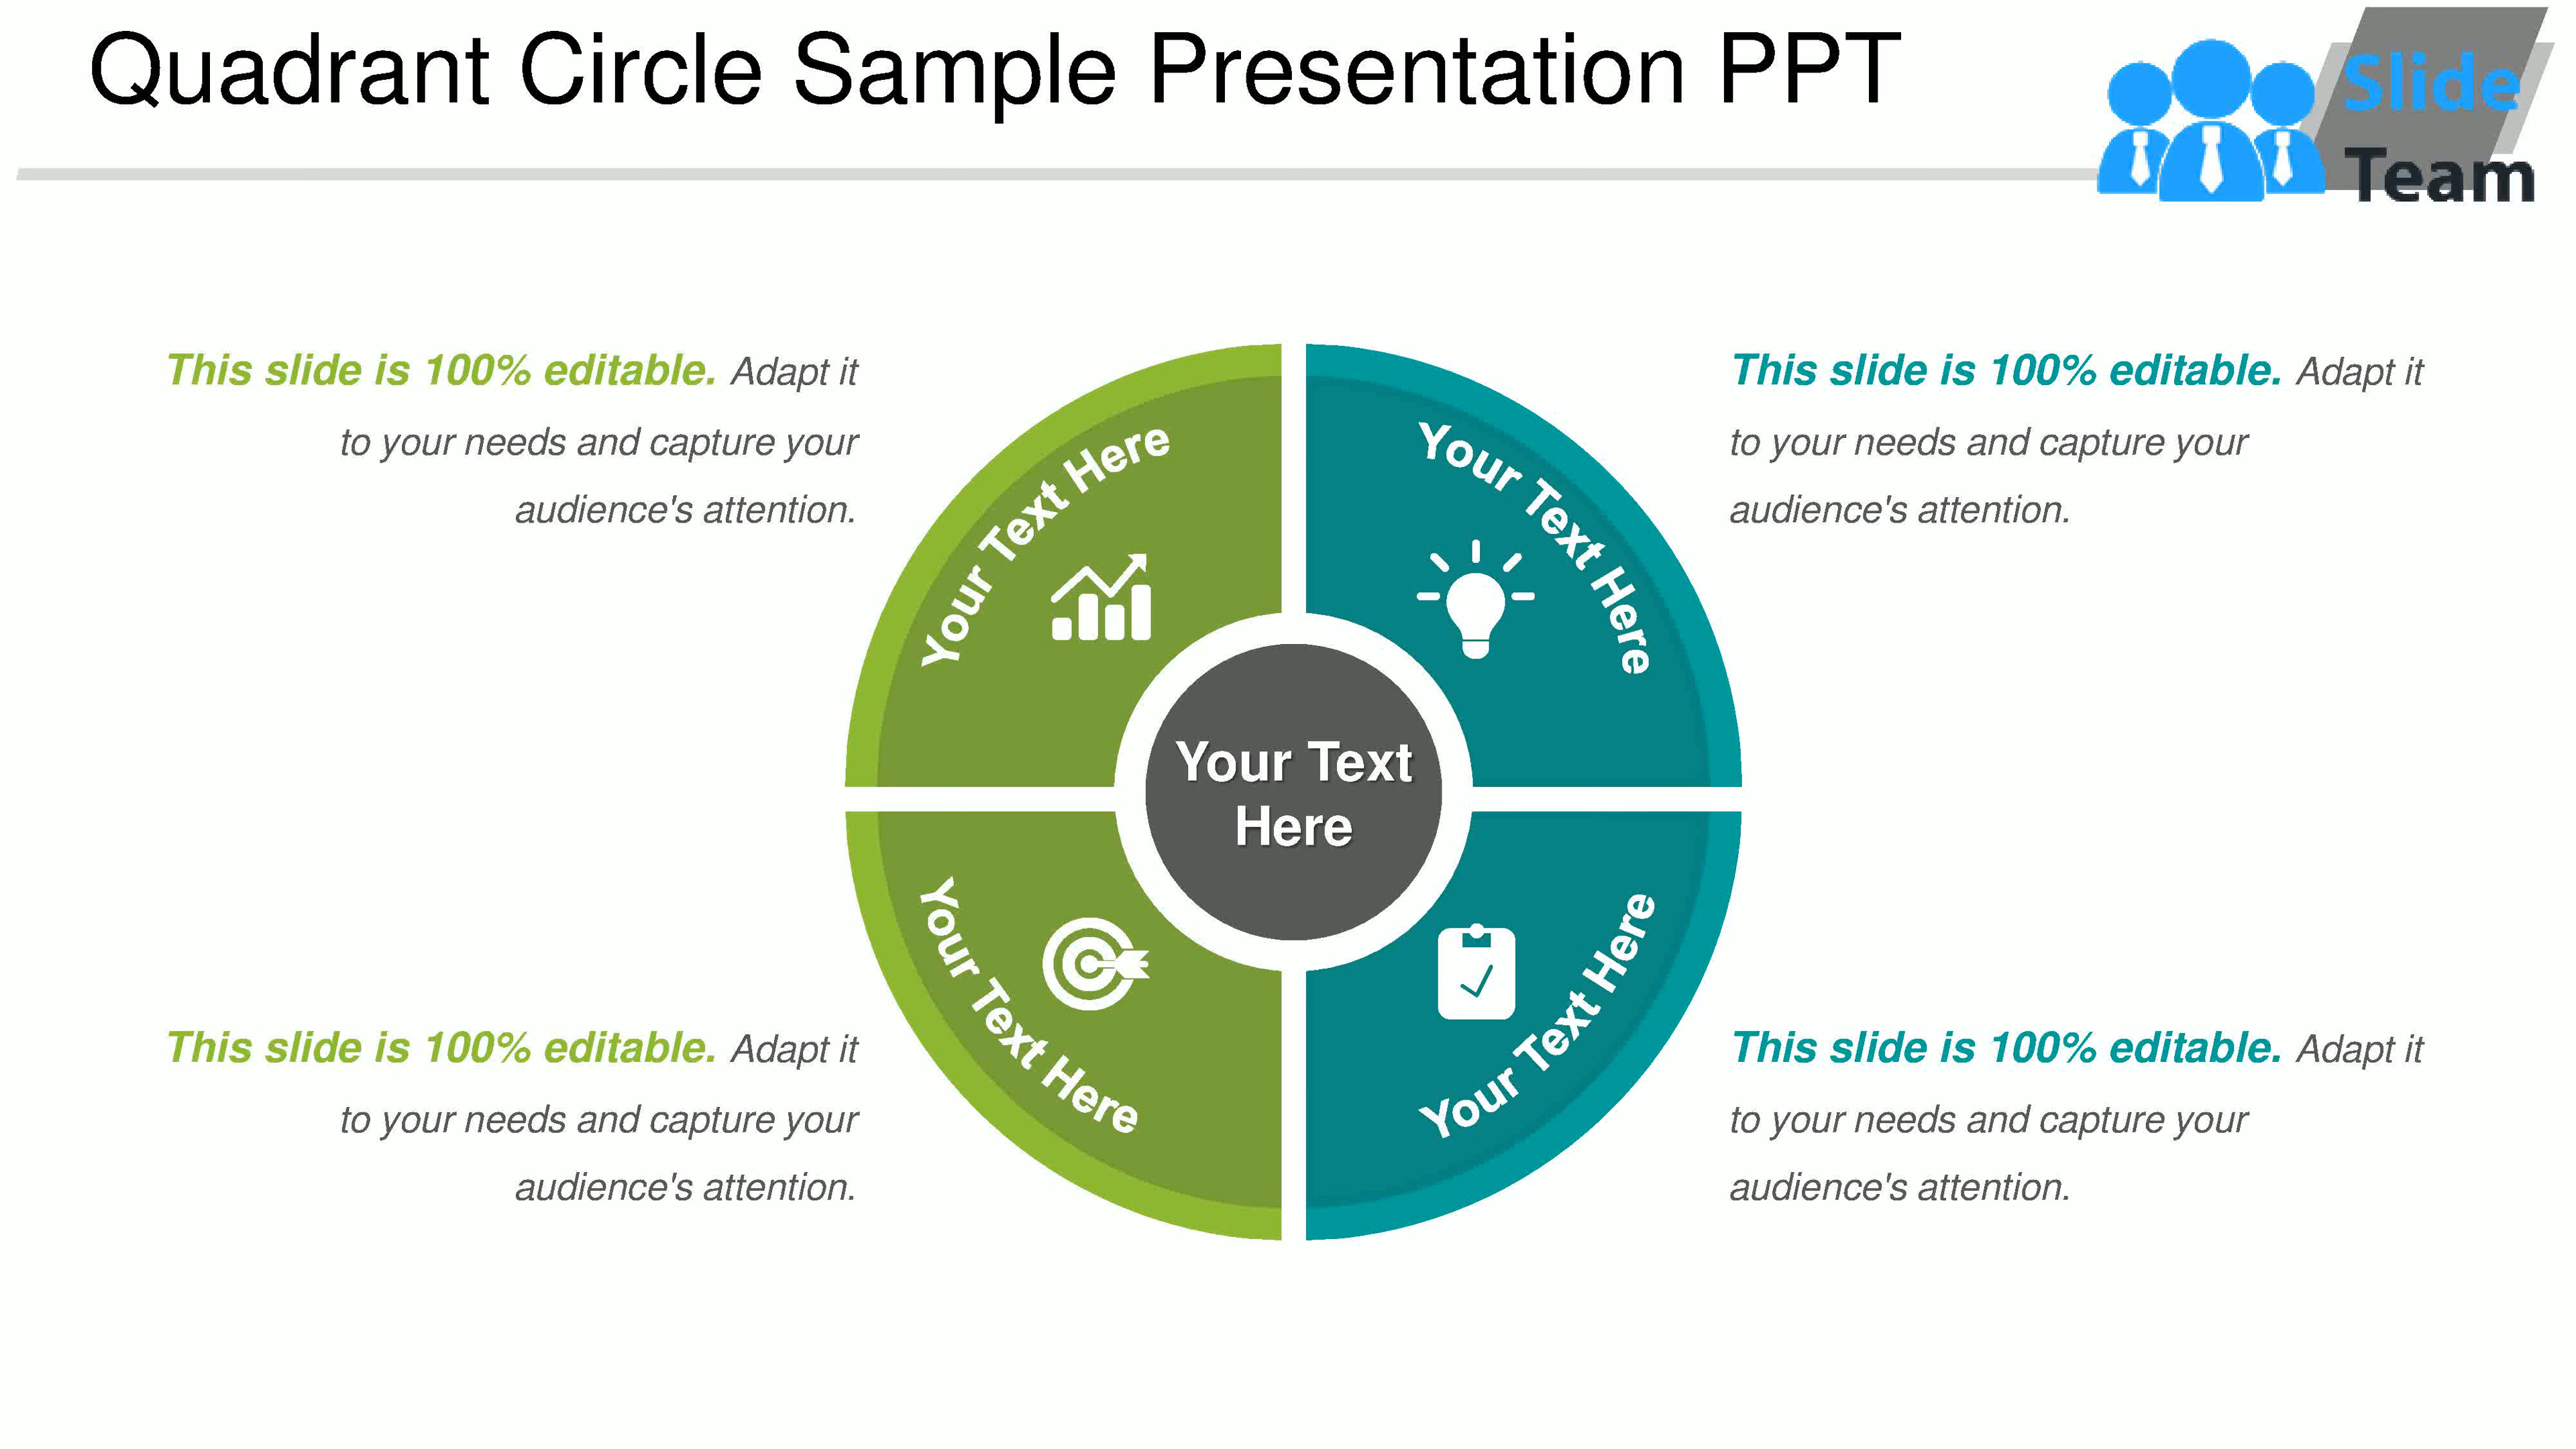 Quadrant Circle Sample Presentation PPT
Slide
Team
This slide is 100% editable. Adapt it
to your needs and capture your
audience's attention.
This slide is 100% editable. Adapt it
to your needs and capture your
audience's attention.
Your Text Here
Your Text Here
Your Text
Here
Your Text Here
Your Text Here
This slide is 100% editable. Adapt it
to your needs and capture your
audience's attention.
This slide is 100% editable. Adapt it
to your needs and capture your
audience's attention.